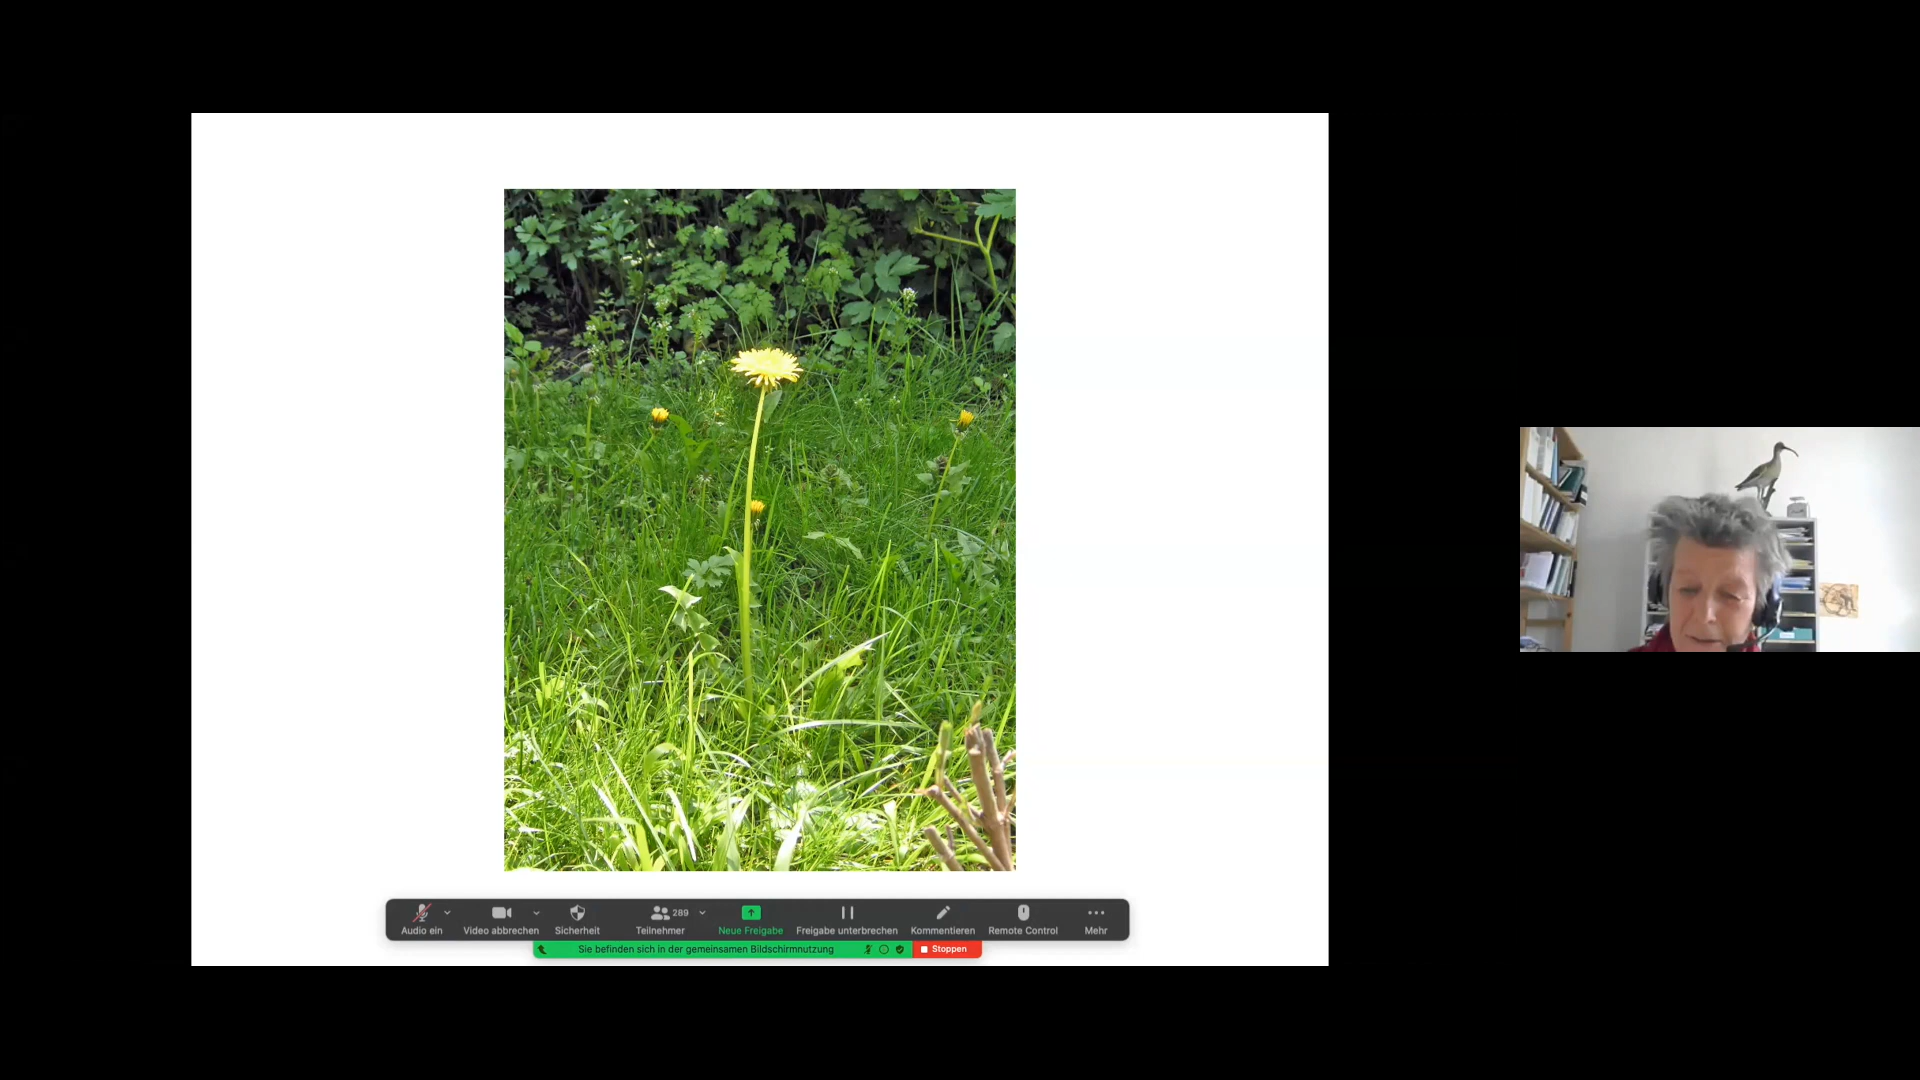 289
Audio ein
Video abbrechen
Sicherheit
Teilnehmer
Neue Freigabe
Freigabe unterbrechen
Kommentieren
Remote Control
Mehr
Sie befinden sich in der gemeinsamen Bildschirmnutzung
Stoppen